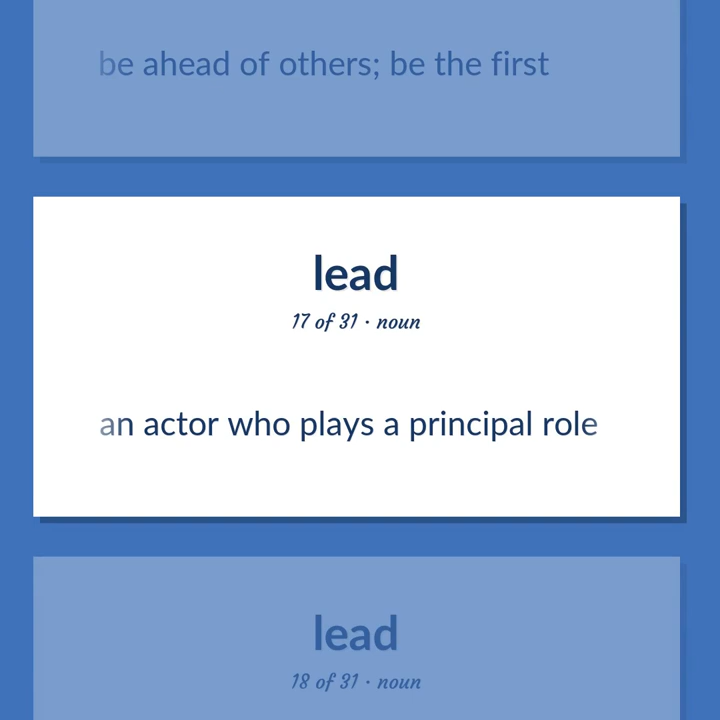 be ahead of others; be the first
lead
17 of 31 · noun
an actor who plays a principal role
lead
18 of 31 · noun